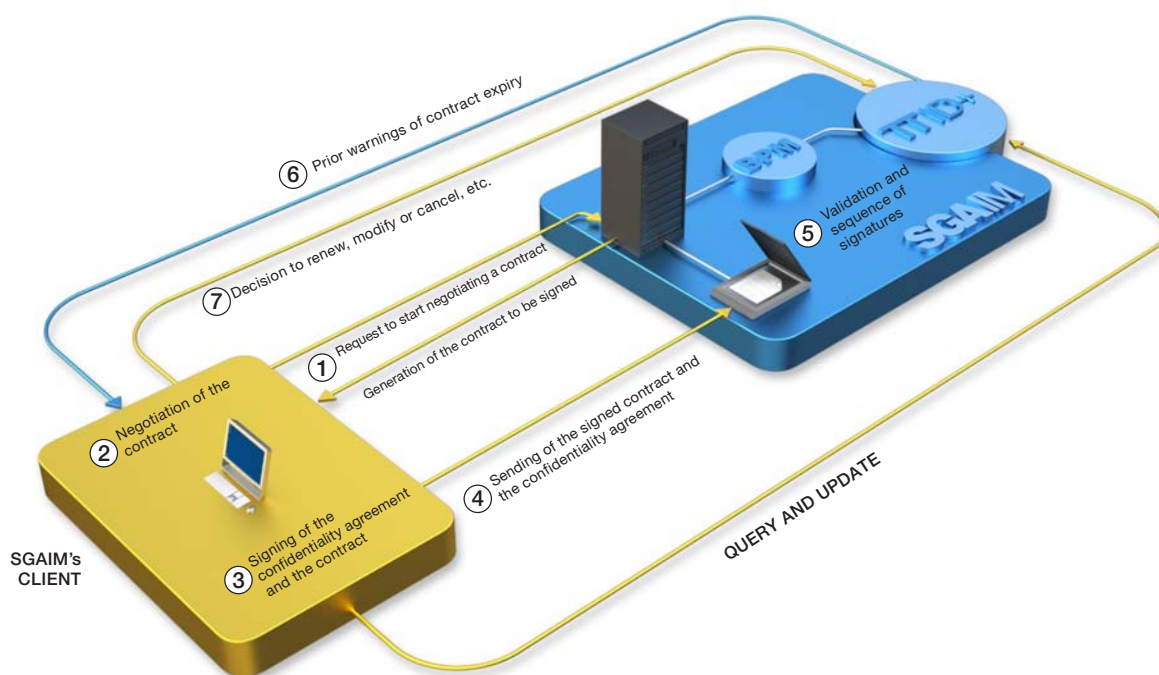 6 Prior warnings of contract expiry
7 Decision to renew, modify or cancel, etc.
1 Request to start negotiating a contract
Generation of the contract to be signed
2 Negotiation of the
contract
3 Signing of the
confidentiality agreement
and the contract
SGAIM's
CLIENT
4 Sending of the signed contract and
the confidentiality agreement
QUERY AND UPDATE
BPM
5 Validation and
sequence of
signatures
SGAIM